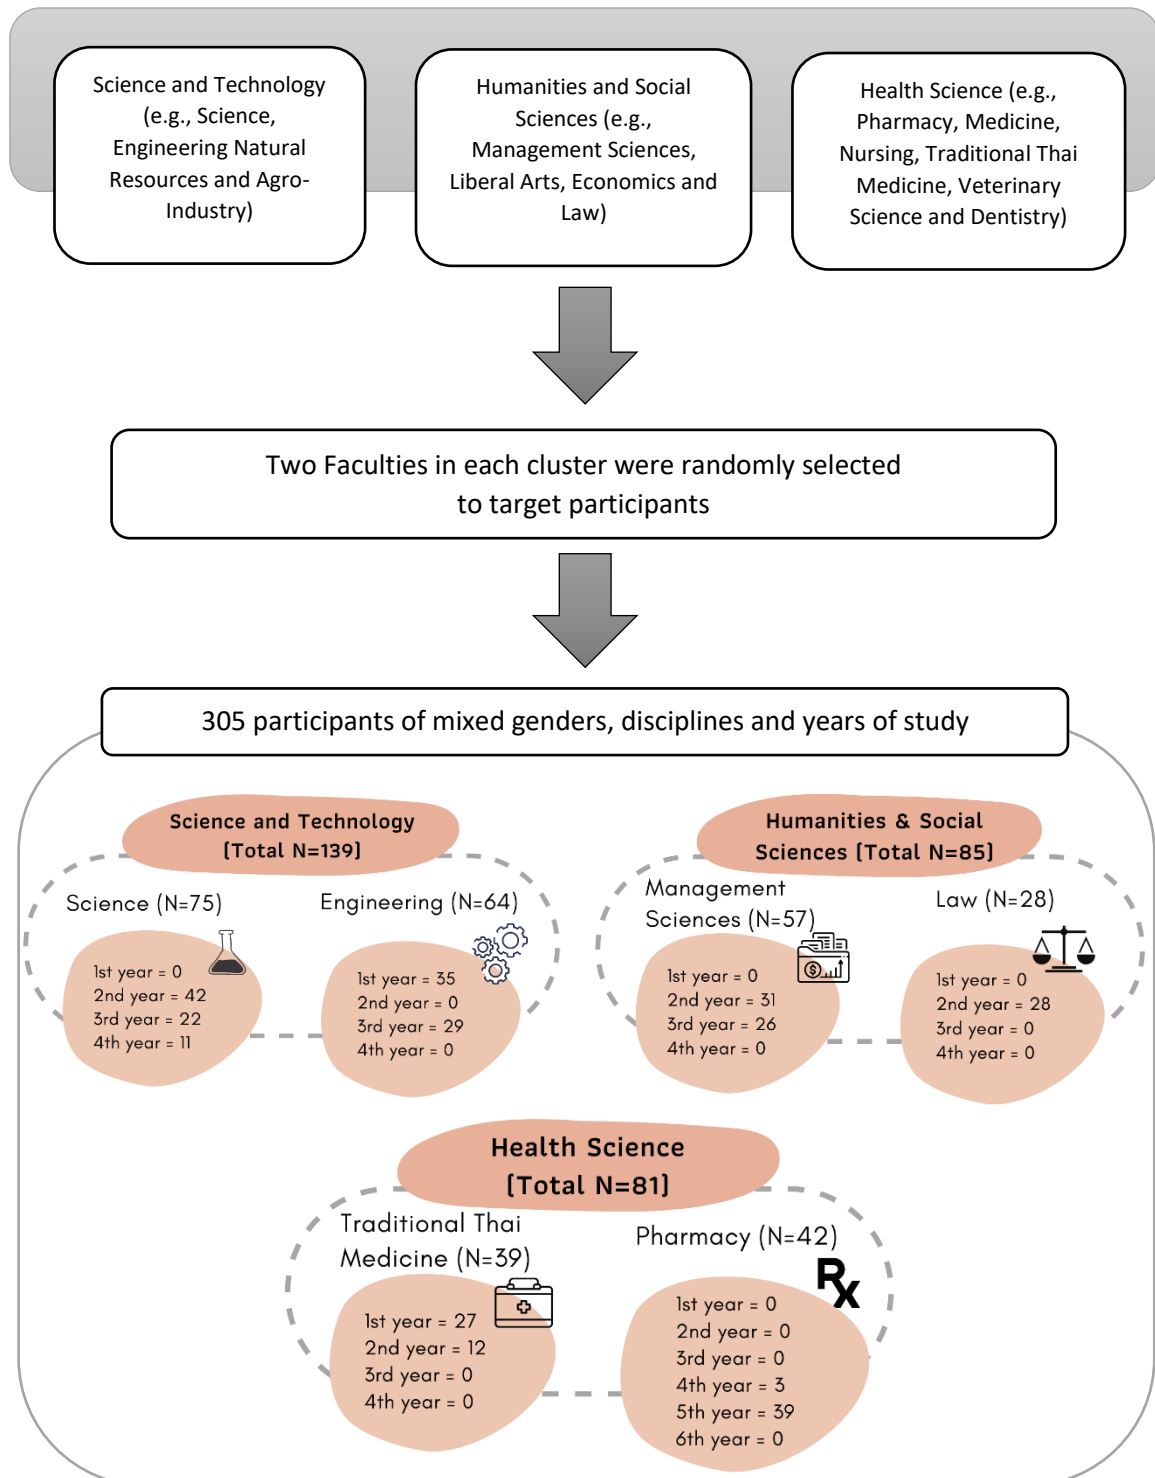 Science and Technology
(e.g., Science,
Engineering Natural
Resources and Agro-
Industry)
Humanities and Social
Sciences (e.g.,
Management Sciences,
Liberal Arts, Economics and
Law)
Health Science (e.g.,
Pharmacy, Medicine,
Nursing, Traditional Thai
Medicine, Veterinary
Science and Dentistry)
Two Faculties in each cluster were randomly selected
to target participants
305 participants of mixed genders, disciplines and years of study
Science and Technology
(Total N=139)
Science (N=75)
1st year = 0
2nd year = 42
3rd year = 22
4th year = 11
Engineering (N=64)
1st year = 35
2nd year = 0
3rd year = 29
4th year = 0
Humanities & Social
Sciences (Total N=85)
Management
Sciences (N=57)
$
1st year = 0
2nd year = 31
3rd year = 26
4th year = 0
Law (N=28)
1st year = 0
2nd year = 28
3rd year = 0
4th year = 0
Health Science
(Total N=81)
Traditional Thai
Medicine (N=39)
1st year = 27
2nd year = 12
3rd year = 0
4th year = 0
Pharmacy (N=42)
Rx
1st year = 0
2nd year = 0
3rd year = 0
4th year = 3
5th year = 39
6th year = 0